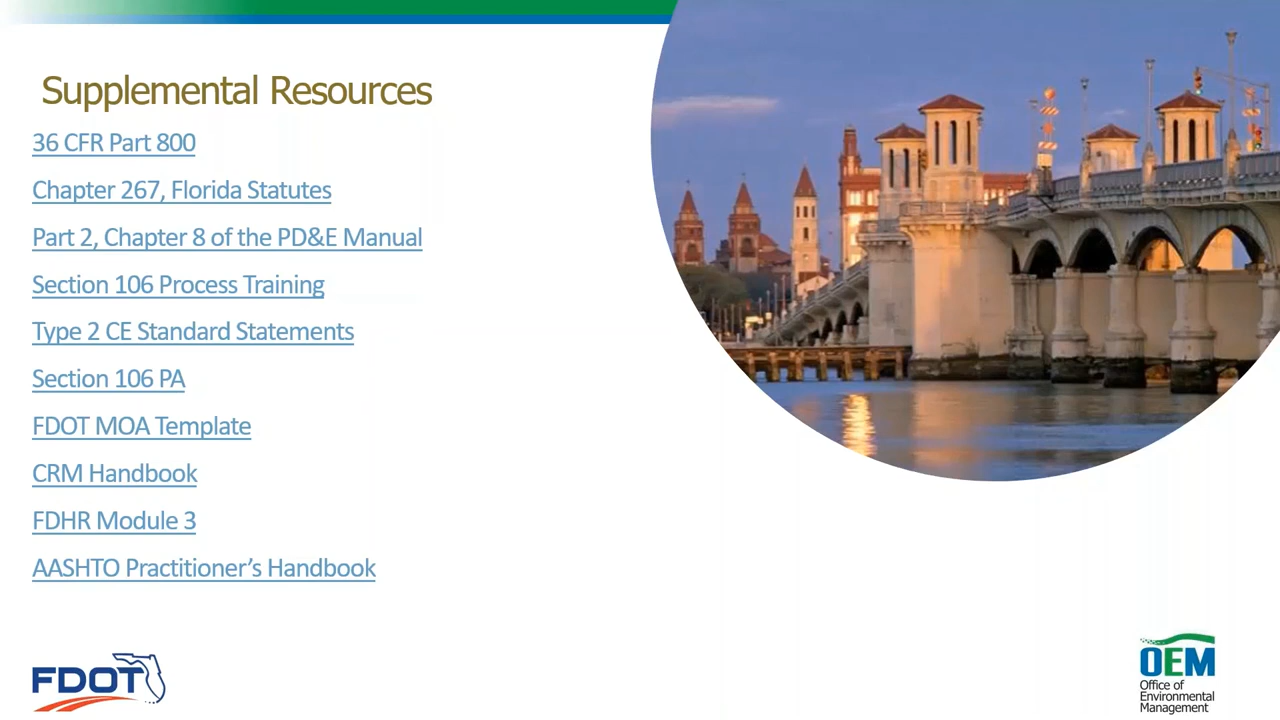 Supplemental Resources
36 CFR Part 800
Chapter 267, Florida Statutes
Part 2, Chapter 8 of the PD&E Manual
Section 106 Process Training
Type 2 CE Standard Statements
Section 106 PA
FDOT MOA Template
CRM Handbook
FDHR Module 3
AASHTO Practitioner’s Handbook
FDOT
OEM
Office of
Environmental
Management